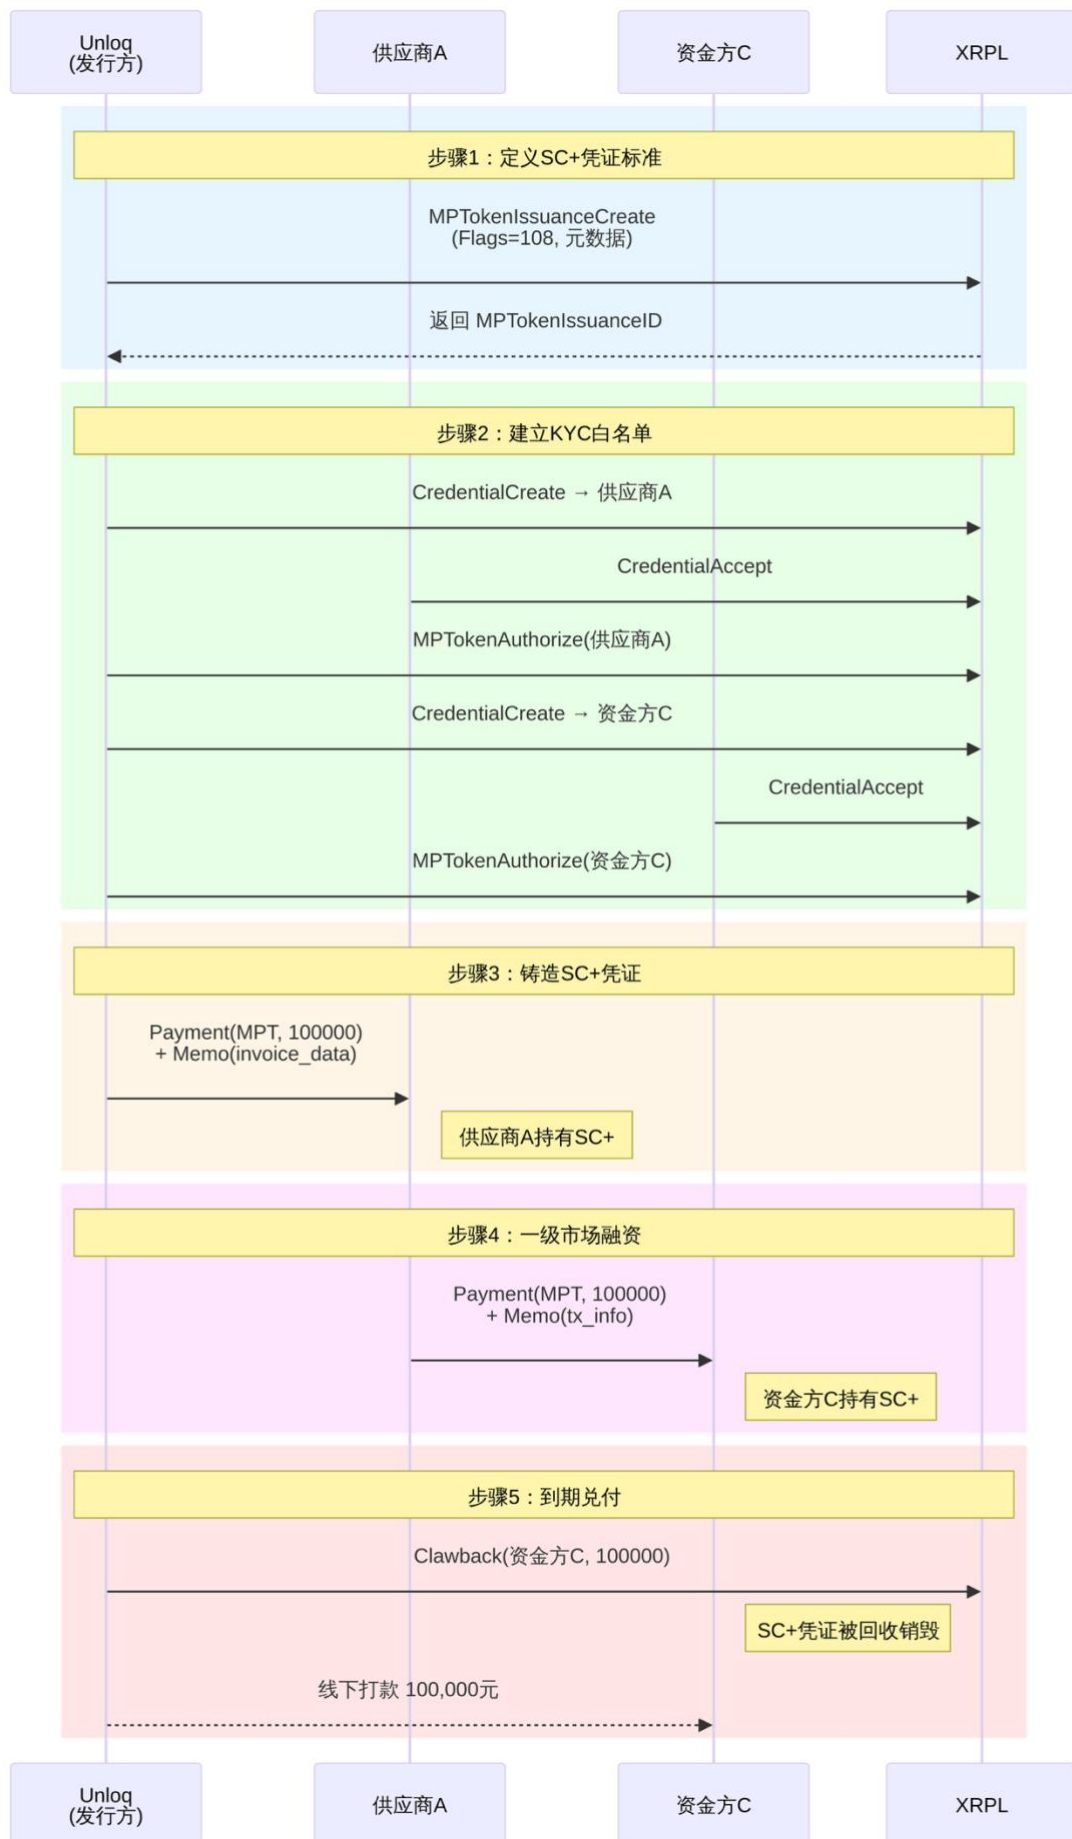 Unloq
(发行方)
供应商A
资金方C
XRPL
步骤1：定义SC+凭证标准
MPTokenIssuanceCreate
(Flags=108, 元数据)
返回 MPTokenIssuanceID
步骤2：建立KYC白名单
CredentialCreate → 供应商A
CredentialAccept
MPTokenAuthorize(供应商A)
CredentialCreate → 资金方C
CredentialAccept
MPTokenAuthorize(资金方C)
步骤3：铸造SC+凭证
Payment(MPT, 100000)
+ Memo(invoice_data)
供应商A持有SC+
步骤4：一级市场融资
Payment(MPT, 100000)
+ Memo(tx_info)
资金方C持有SC+
步骤5：到期兑付
Clawback(资金方C, 100000)
SC+凭证被回收销毁
线下打款 100,000元
Unloq
(发行方)
供应商A
资金方C
XRPL